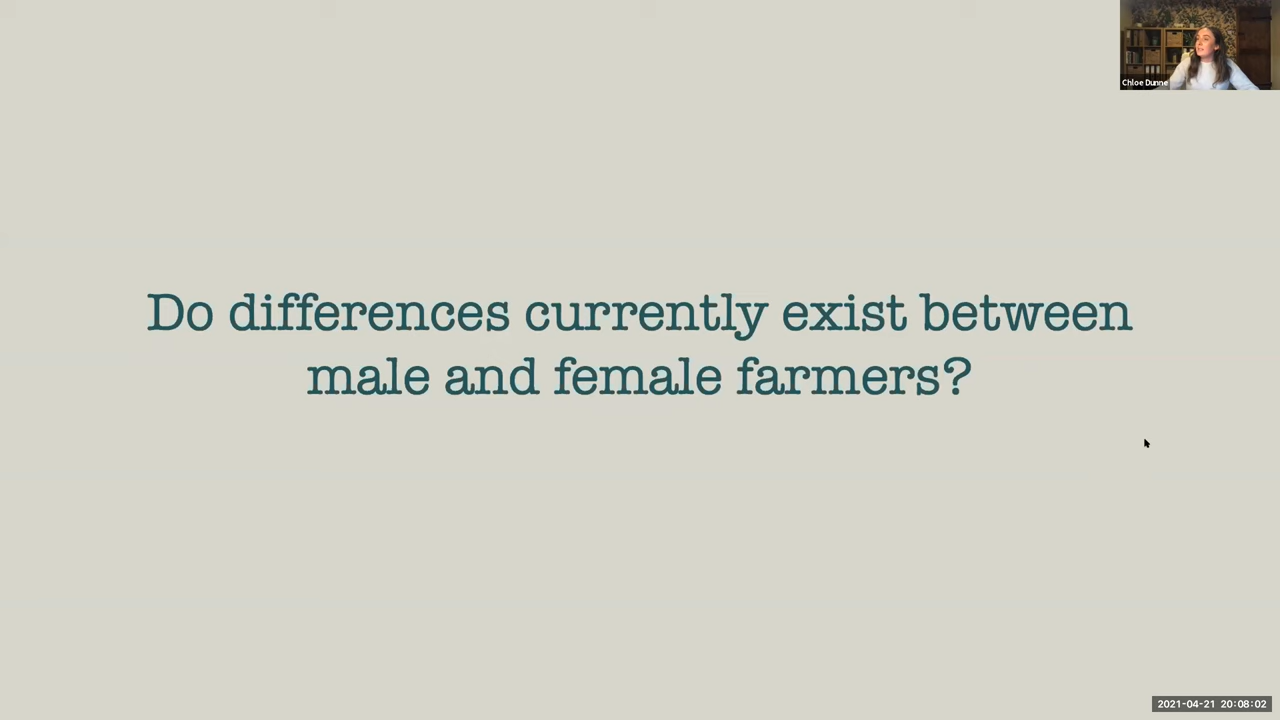 Chloe Dunne
Do differences currently exist between
male and female farmers?
2021-04-21 20:08:02